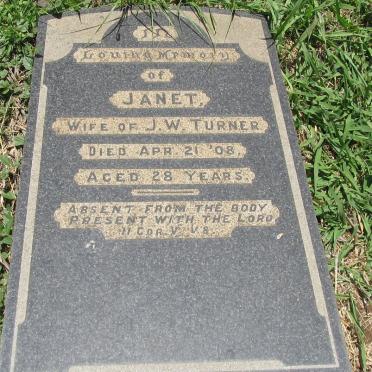 In
Loving Memory
of
JANET,
WIFE OF J.W. TURNER
DIED APR. 21 '08
AGED 28 YEARS
ABSENT FROM THE BODY
PRESENT WITH THE LORD
II COR V. V 8